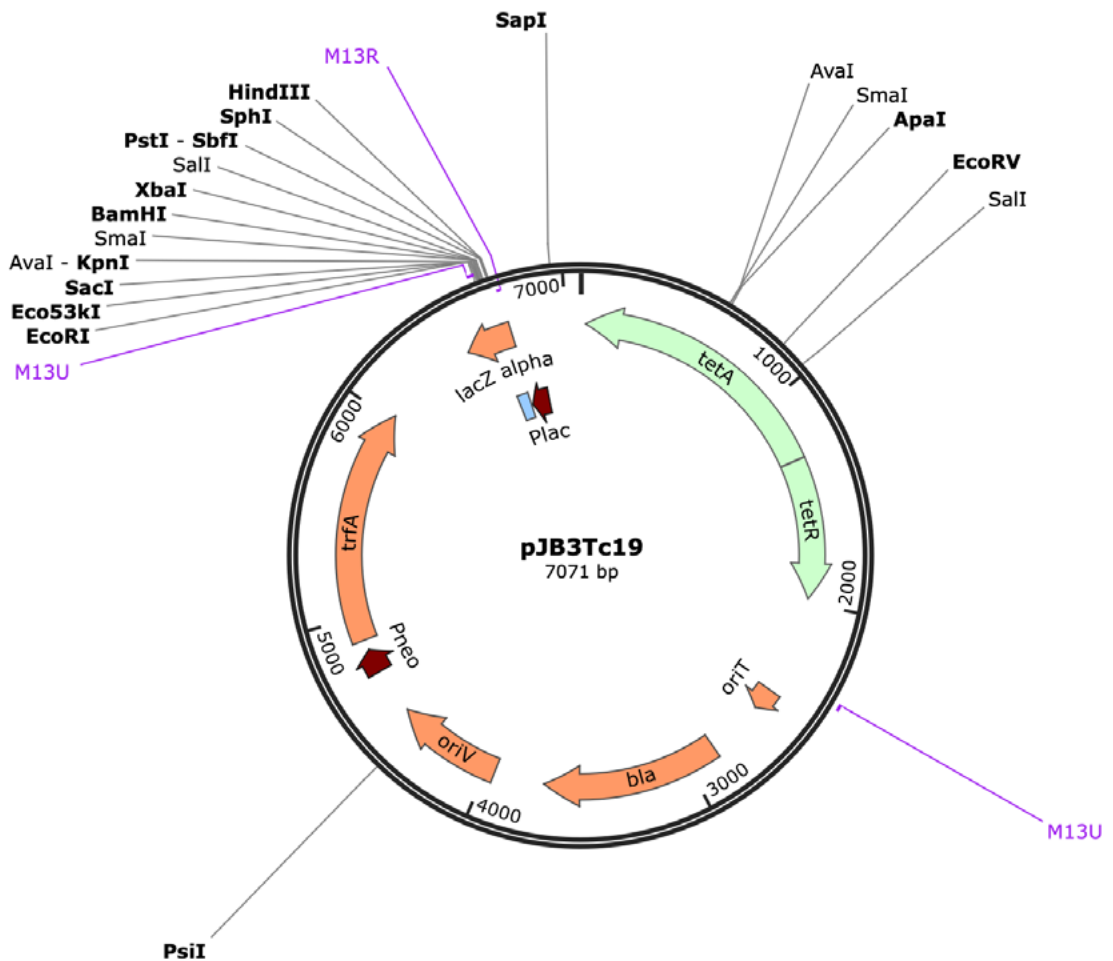 SapI
M13R
HindIII
SphI
PstI - SbfI
SalI
XbaI
BamHI
SmaI
AvaI - KpnI
SacI
Eco53kI
EcoRI
M13U
AvaI
SmaI
ApaI
EcoRV
SalI
7000
1000
2000
3000
4000
5000
6000
tetA
tetR
lacZ alpha
Plac
trfA
pJB3Tc19
7071 bp
Pneo
oriT
oriV
bla
M13U
PsiI